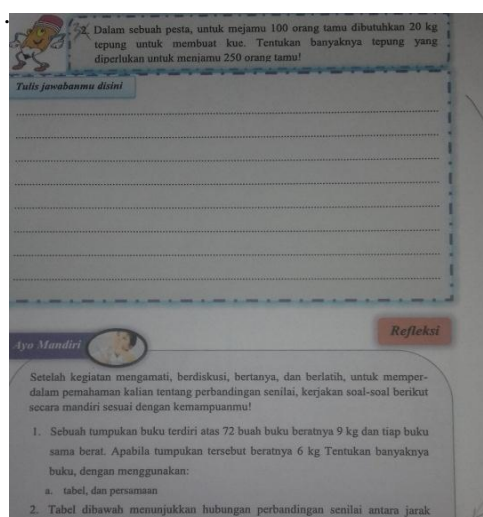 2. Dalam sebuah pesta, untuk mejamu 100 orang tamu dibutuhkan 20 kg
tepung untuk membuat kue. Tentukan banyaknya tepung yang
diperlukan untuk menjamu 250 orang tamu!
Tulis jawabanmu disini
Refleksi
Ayo Mandiri
Setelah kegiatan mengamati, berdiskusi, bertanya, dan berlatih, untuk memper-
dalam pemahaman kalian tentang perbandingan senilai, kerjakan soal-soal berikut
secara mandiri sesuai dengan kemampuanmu!
1. Sebuah tumpukan buku terdiri atas 72 buah buku beratnya 9 kg dan tiap buku
sama berat. Apabila tumpukan tersebut beratnya 6 kg Tentukan banyaknya
buku, dengan menggunakan:
a. tabel, dan persamaan
2. Tabel dibawah menunjukkan hubungan perbandingan senilai antara jarak